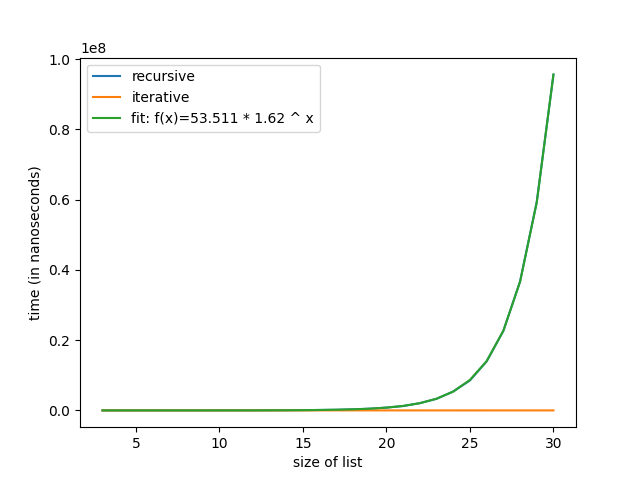 1e8
1.0
0.8
0.6
0.4
0.2
0.0
time (in nanoseconds)
recursive
iterative
fit: f(x)=53.511 * 1.62 ^ x
5 10 15 20 25 30
size of list